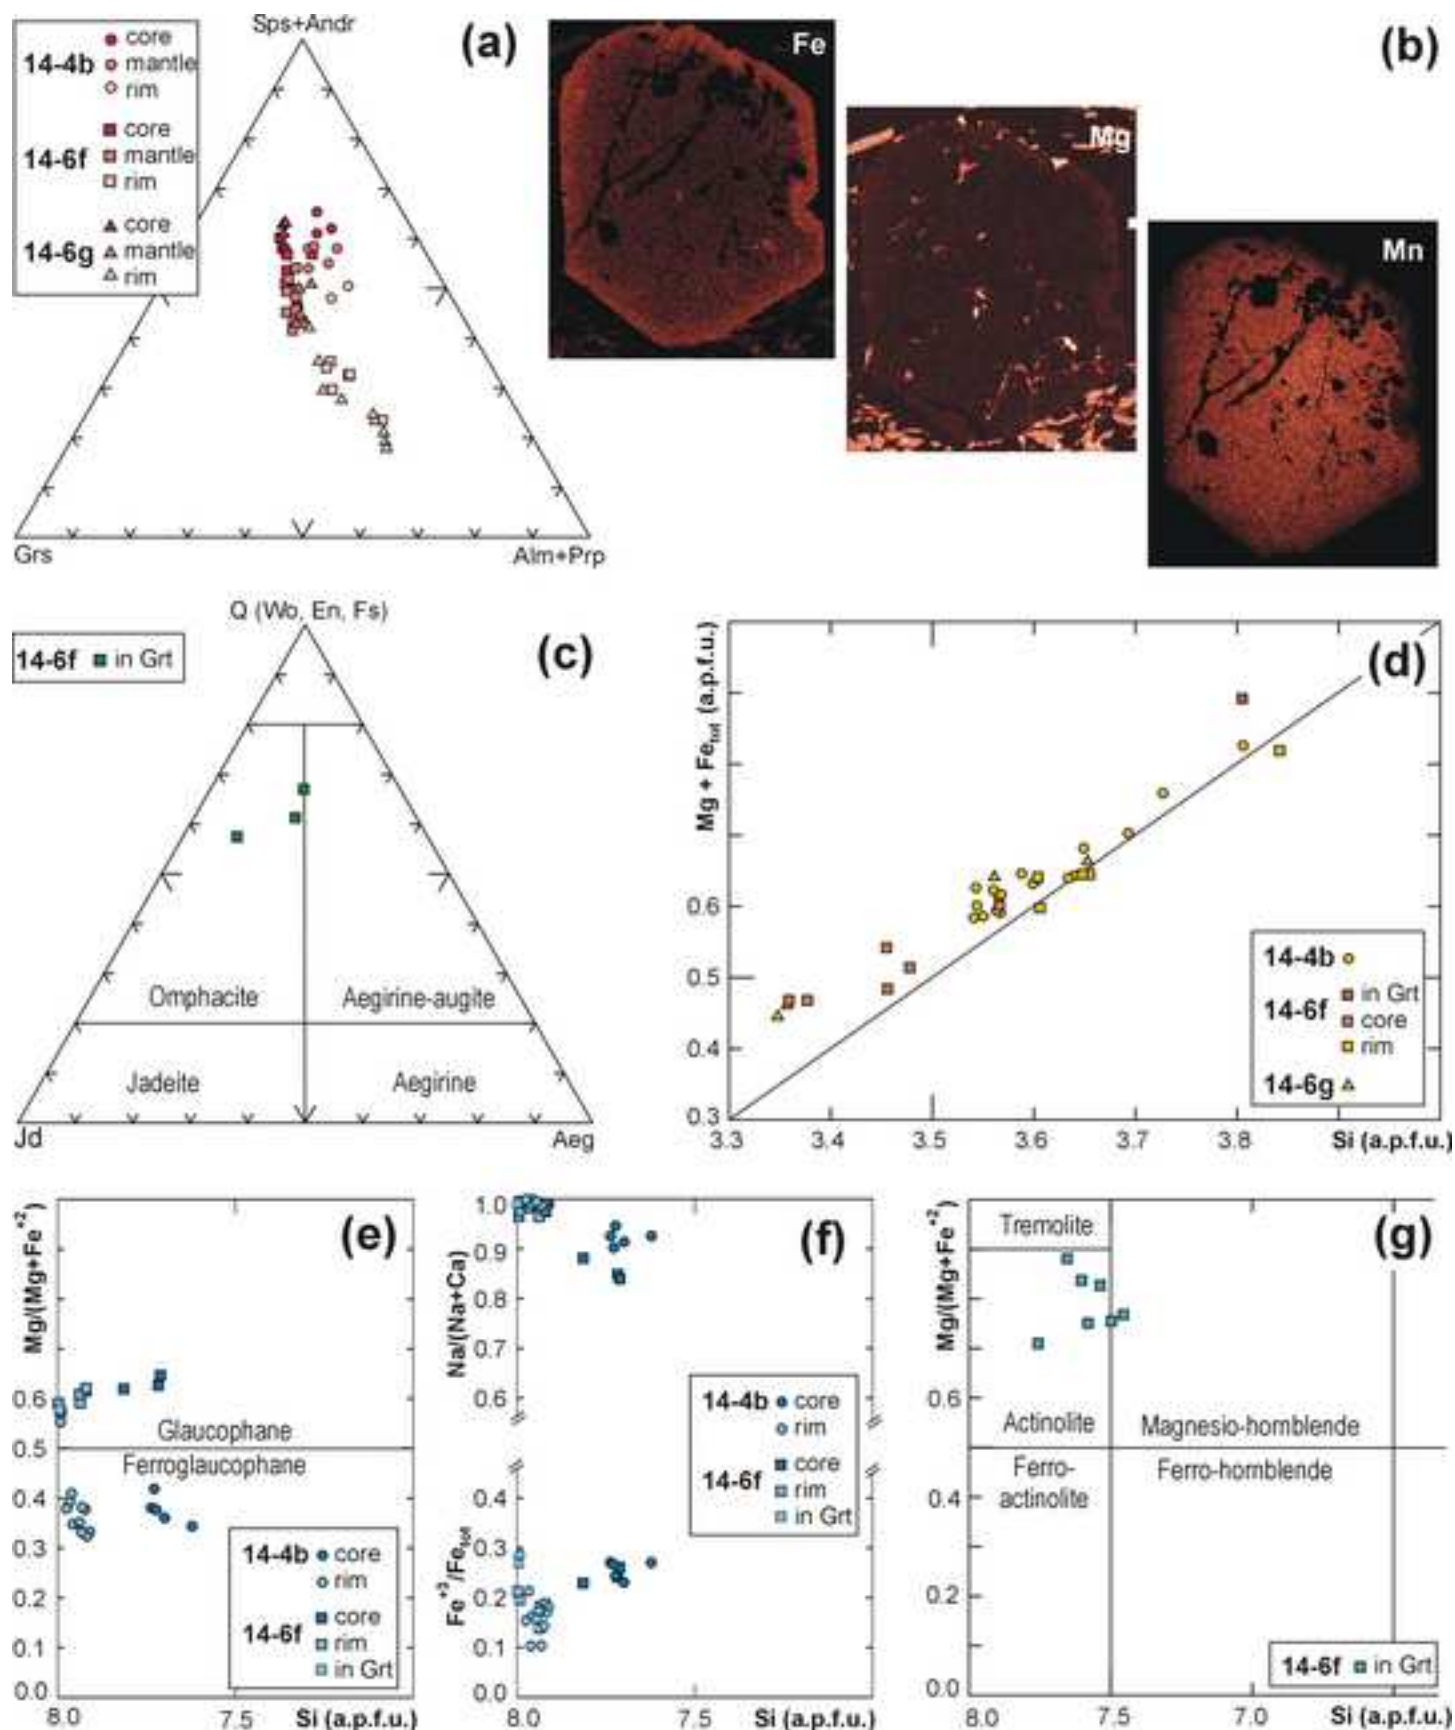 Sps+Andr
(a)
14-4b
core
mantle
rim
14-6f
core
mantle
rim
14-6g
core
mantle
rim
Grs
Alm+Prp
Fe
(b)
Mg
Mn
Q (Wo, En, Fs)
(c)
14-6f in Grt
Omphacite
Aegirine-augite
Jadeite
Aegirine
Jd
Aeg
(d)
Mg + Fetot (a.p.f.u.)
0.6
0.5
0.4
0.3
3.3 3.4 3.5 3.6 3.7 3.8 Si (a.p.f.u.)
14-4b
14-6f
in Grt
core
rim
14-6g
(e)
Mg/(Mg+Fe+2)
0.6
0.5
0.4
0.3
0.2
0.1
0.0
Glaucophane
Ferroglaucophane
14-4b
core
rim
14-6f
core
rim
in Grt
8.0 7.5 Si (a.p.f.u.)
(f)
Na/(Na+Ca)
1.0
0.9
0.8
0.7
0.6
Fe+3/Fetot
0.4
0.3
0.2
0.1
0.0
14-4b
core
rim
14-6f
core
rim
in Grt
8.0 7.5 Si (a.p.f.u.)
(g)
Mg/(Mg+Fe+2)
Tremolite
0.6
Actinolite
Magnesio-hornblende
Ferro-
actinolite
Ferro-hornblende
0.4
0.2
0.0
14-6f in Grt
8.0 7.5 7.0 Si (a.p.f.u.)